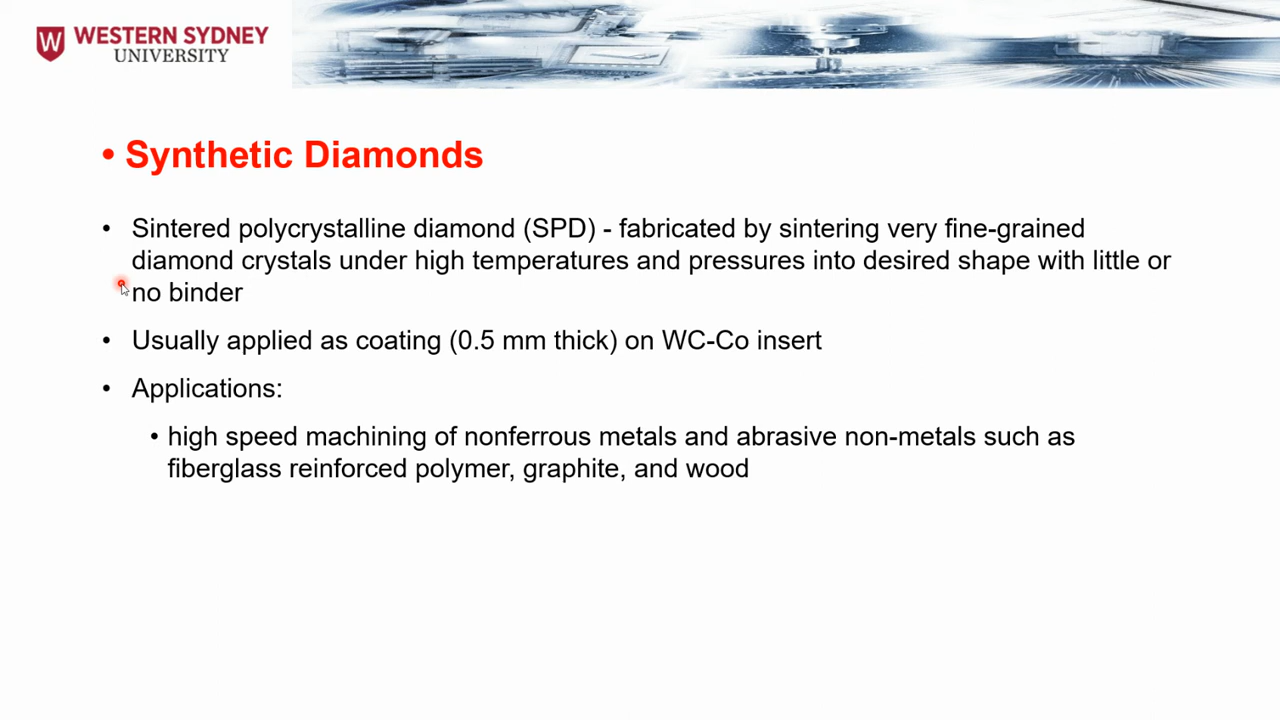 WESTERN SYDNEY
UNIVERSITY
• Synthetic Diamonds
• Sintered polycrystalline diamond (SPD) - fabricated by sintering very fine-grained
diamond crystals under high temperatures and pressures into desired shape with little or
no binder
• Usually applied as coating (0.5 mm thick) on WC-Co insert
• Applications:
• high speed machining of nonferrous metals and abrasive non-metals such as
fiberglass reinforced polymer, graphite, and wood